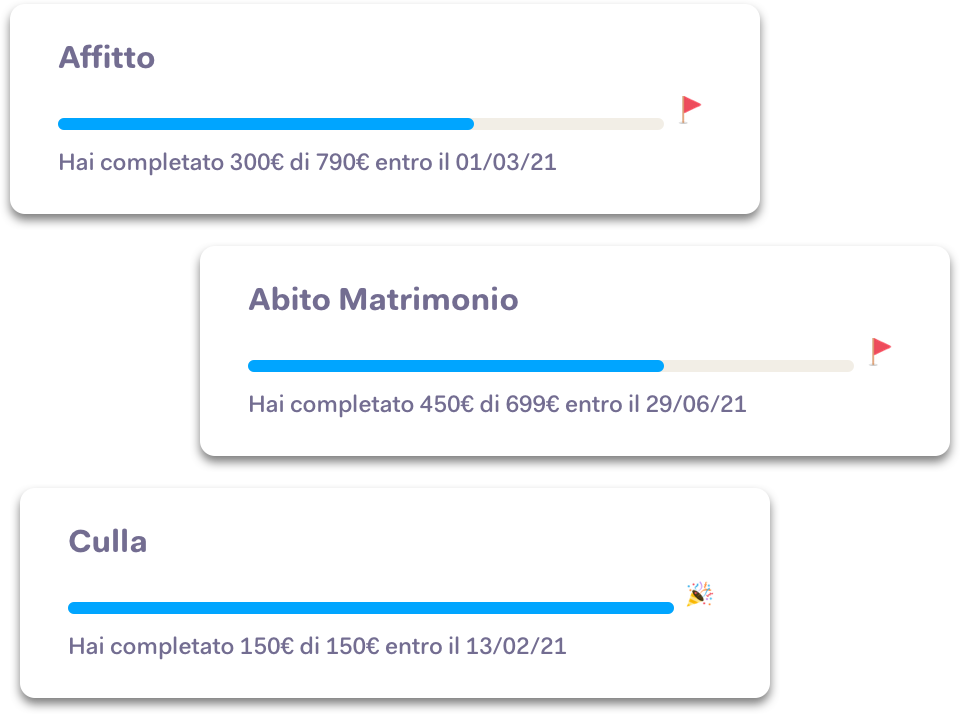 Affitto
Hai completato 300€ di 790€ entro il 01/03/21
Abito Matrimonio
Hai completato 450€ di 699€ entro il 29/06/21
Culla
Hai completato 150€ di 150€ entro il 13/02/21